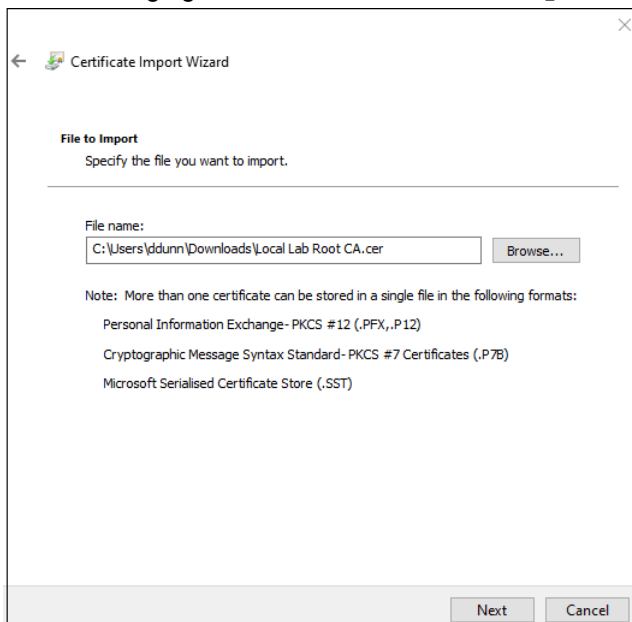 Certificate Import Wizard
File to Import
Specify the file you want to import.
File name:
C:\Users\ddunn\Downloads\Local Lab Root CA.cer
Browse...
Note: More than one certificate can be stored in a single file in the following formats:
Personal Information Exchange- PKCS #12 (.PFX,.P12)
Cryptographic Message Syntax Standard- PKCS #7 Certificates (.P7B)
Microsoft Serialised Certificate Store (.SST)
Next
Cancel